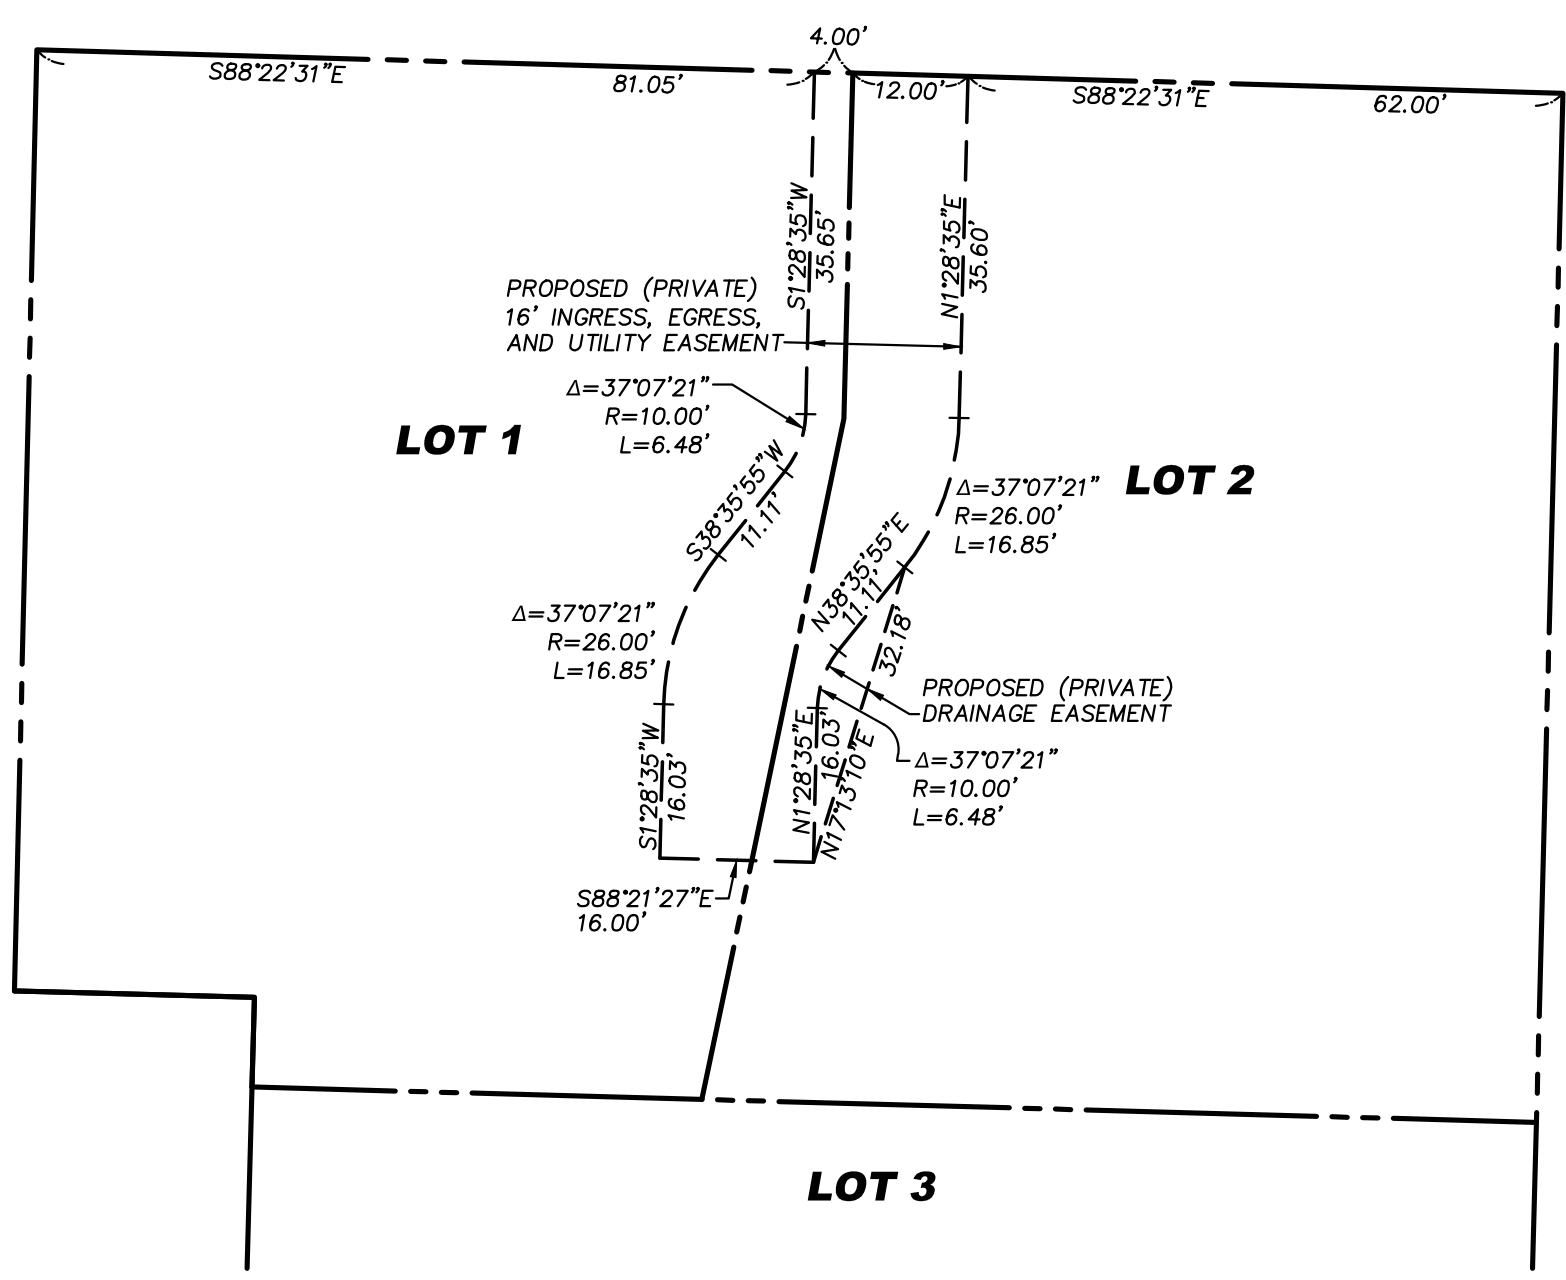 4.00'
S88°22'31"E
81.05'
12.00'
S88°22'31"E
62.00'
S1°28'35"W
35.65'
N1°28'35"E
35.60'
PROPOSED (PRIVATE)
16' INGRESS, EGRESS,
AND UTILITY EASEMENT
Δ=37°07'21"
R=10.00'
L=6.48'
LOT 1
S38°35'55"W
11.11'
LOT 2
Δ=37°07'21"
R=26.00'
L=16.85'
N38°35'55"E
11.11'
Δ=37°07'21"
R=26.00'
L=16.85'
32.18'
PROPOSED (PRIVATE)
DRAINAGE EASEMENT
S1°28'35"W
16.03'
N1°28'35"E
16.03'
N17°13'10"E
Δ=37°07'21"
R=10.00'
L=6.48'
S88°21'27"E
16.00'
LOT 3